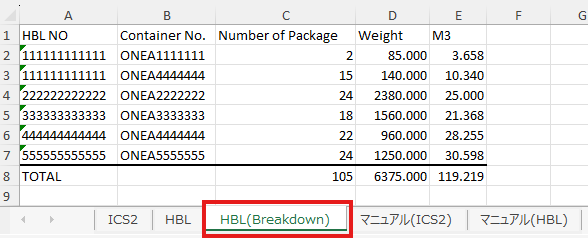 A B C D E F G
1 HBL NO Container No. Number of Package Weight M3
2 111111111111 ONEA1111111 2 85.000 3.658
3 111111111111 ONEA4444444 15 140.000 10.340
4 222222222222 ONEA2222222 24 2380.000 25.000
5 333333333333 ONEA3333333 18 1560.000 21.368
6 444444444444 ONEA4444444 22 960.000 28.255
7 555555555555 ONEA5555555 24 1250.000 30.598
8 TOTAL 105 6375.000 119.219
9
ICS2 HBL HBL(Breakdown) マニュアル(ICS2) マニュアル(HBL)